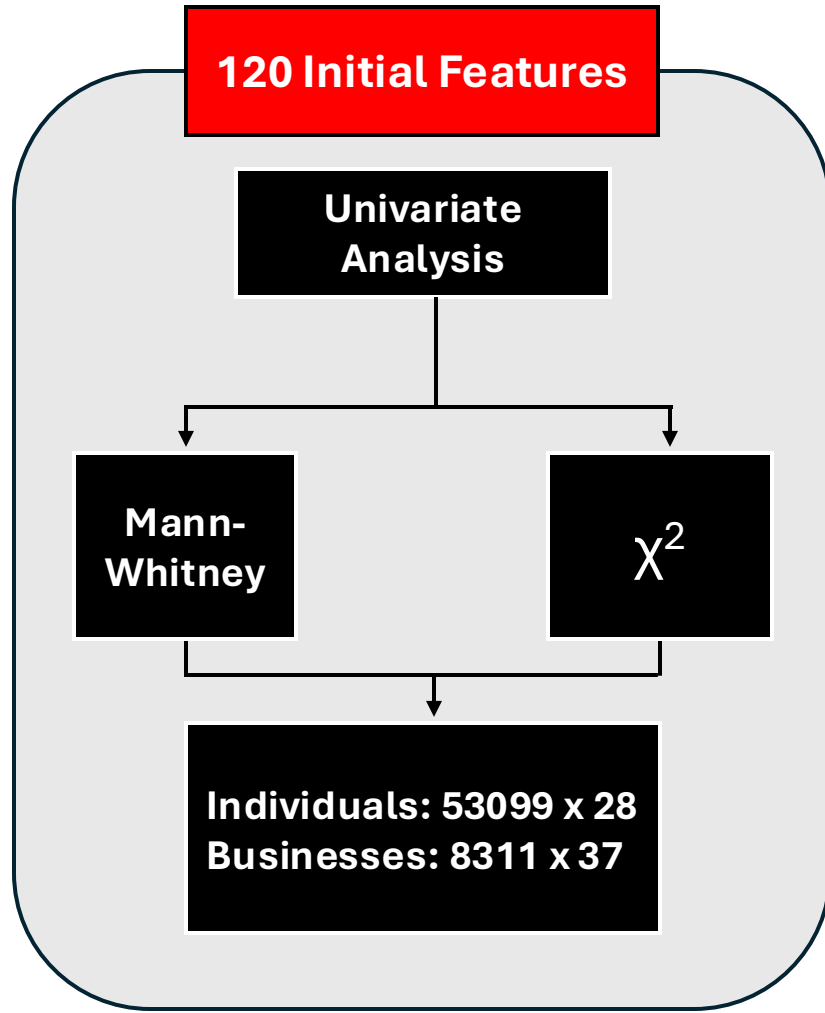 120 Initial Features
Univariate
Analysis
Mann-
Whitney
χ²
Individuals: 53099 x 28
Businesses: 8311 x 37